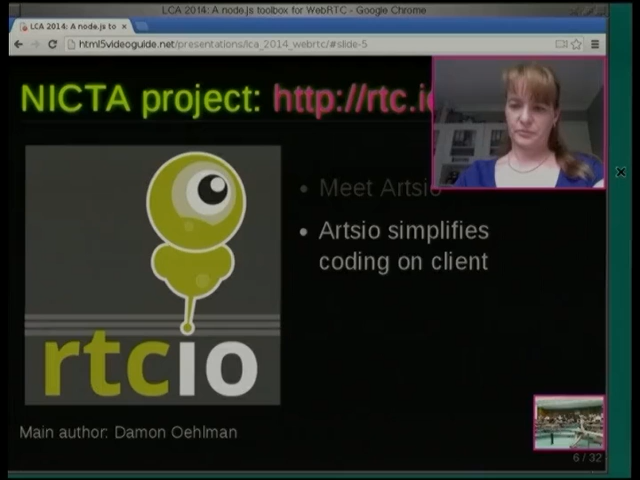 LCA 2014: A node.js toolbox for WebRTC - Google Chrome
LCA 2014: A node.js to
html5videoguide.net/presentations/lca_2014_webrtc/#slide-5
NICTA project: http://rtc.i
Meet Artsio
Artsio simplifies
coding on client
rtcio
Main author: Damon Oehlman
6 / 32